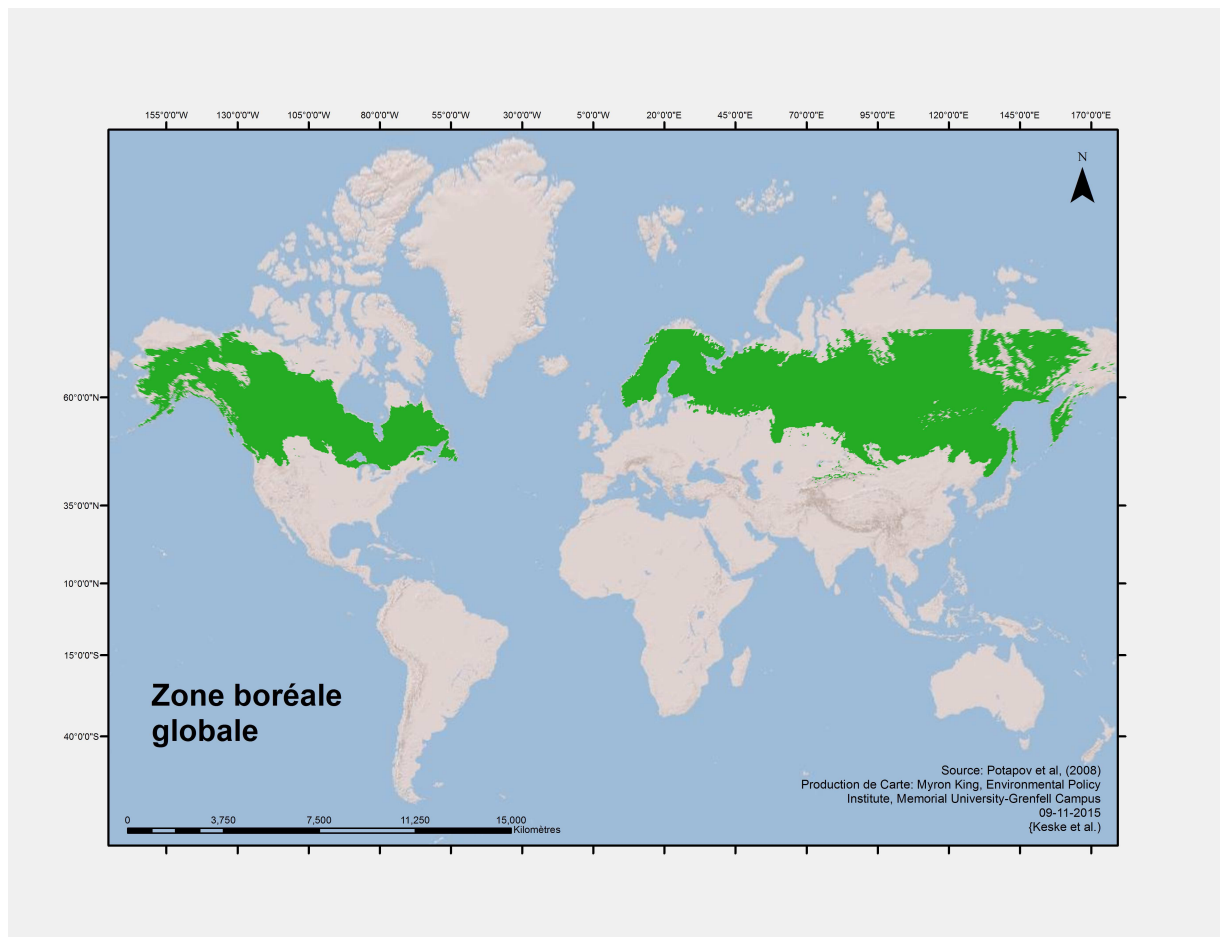 155°0'0"W 130°0'0"W 105°0'0"W 80°0'0"W 55°0'0"W 30°0'0"W 5°0'0"W 20°0'0"E 45°0'0"E 70°0'0"E 95°0'0"E 120°0'0"E 145°0'0"E 170°0'0"E
N
60°0'0"N
35°0'0"N
10°0'0"N
15°0'0"S
40°0'0"S
Zone boréale
globale
Source: Potapov et al, (2008)
Production de Carte: Myron King, Environmental Policy
Institute, Memorial University-Grenfell Campus
09-11-2015
{Keske et al.)
0 3,750 7,500 11,250 15,000
Kilomètres